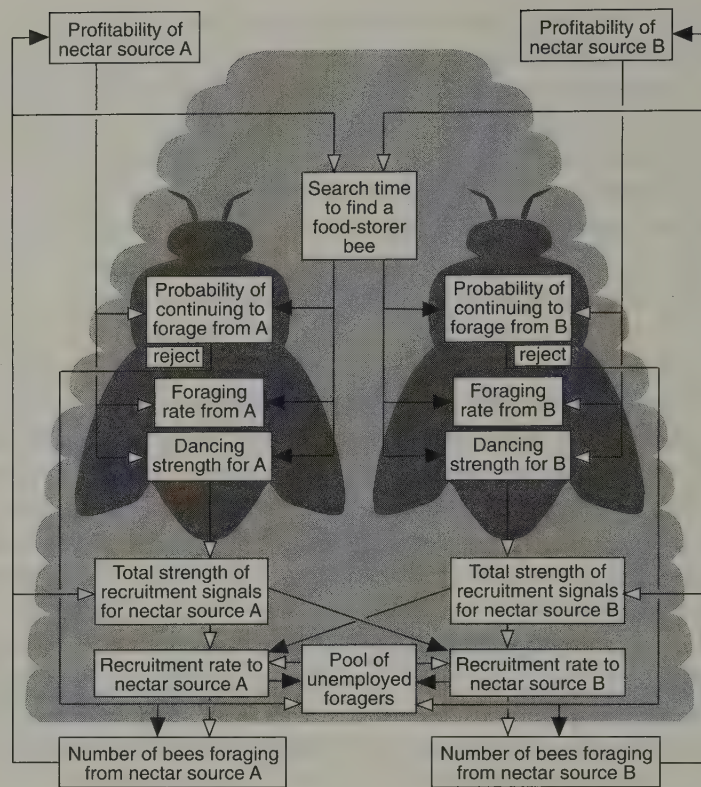 Profitability of
nectar source A
Profitability of
nectar source B
Search time
to find a
food-storer
bee
Probability of
continuing to
forage from A
reject
Foraging
rate from A
Dancing
strength for A
Probability of
continuing to
forage from B
reject
Foraging
rate from B
Dancing
strength for B
Total strength of
recruitment signals
for nectar source A
Total strength of
recruitment signals
for nectar source B
Recruitment rate to
nectar source A
Pool of
unemployed
foragers
Recruitment rate to
nectar source B
Number of bees foraging
from nectar source A
Number of bees foraging
from nectar source B